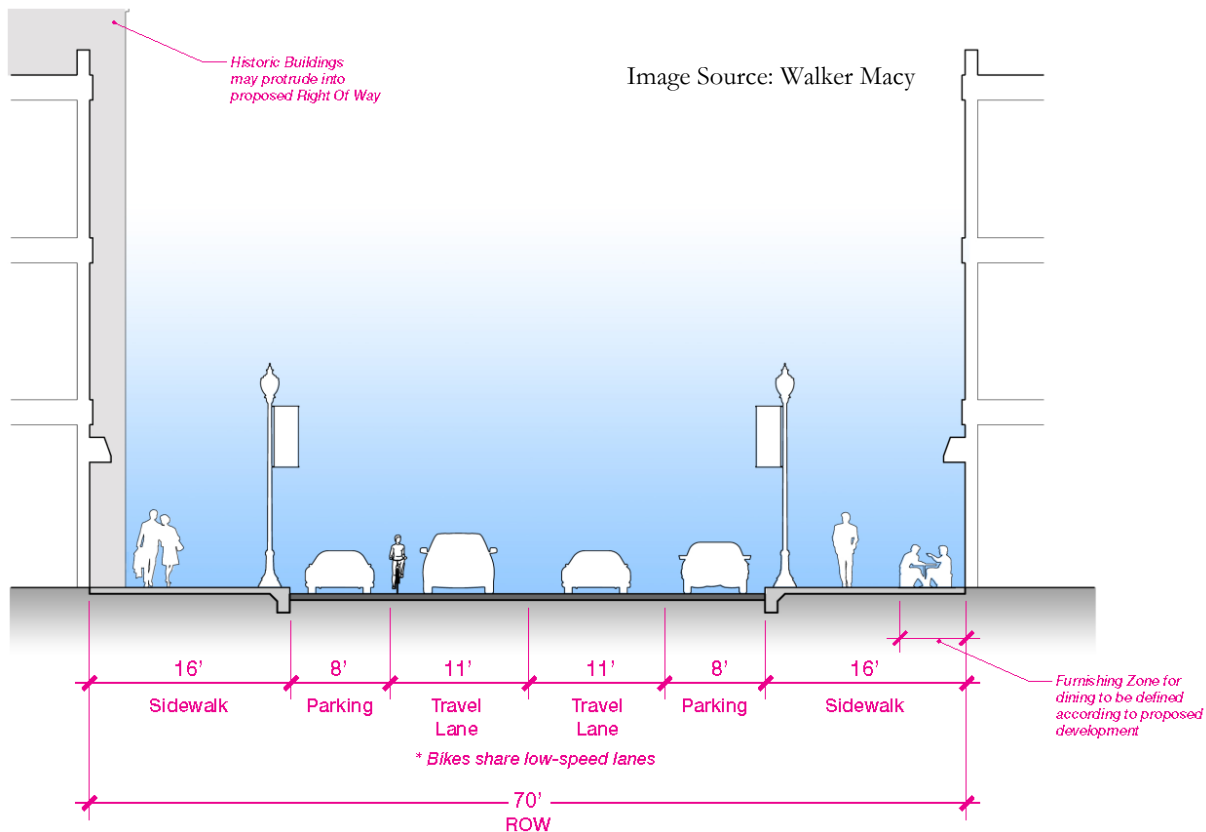 Historic Buildings
may protrude into
proposed Right Of Way
Image Source: Walker Macy
16' 8' 11' 11' 8' 16'
Sidewalk Parking Travel Lane Travel Lane Parking Sidewalk
* Bikes share low-speed lanes
Furnishing Zone for
dining to be defined
according to proposed
development
70'
ROW